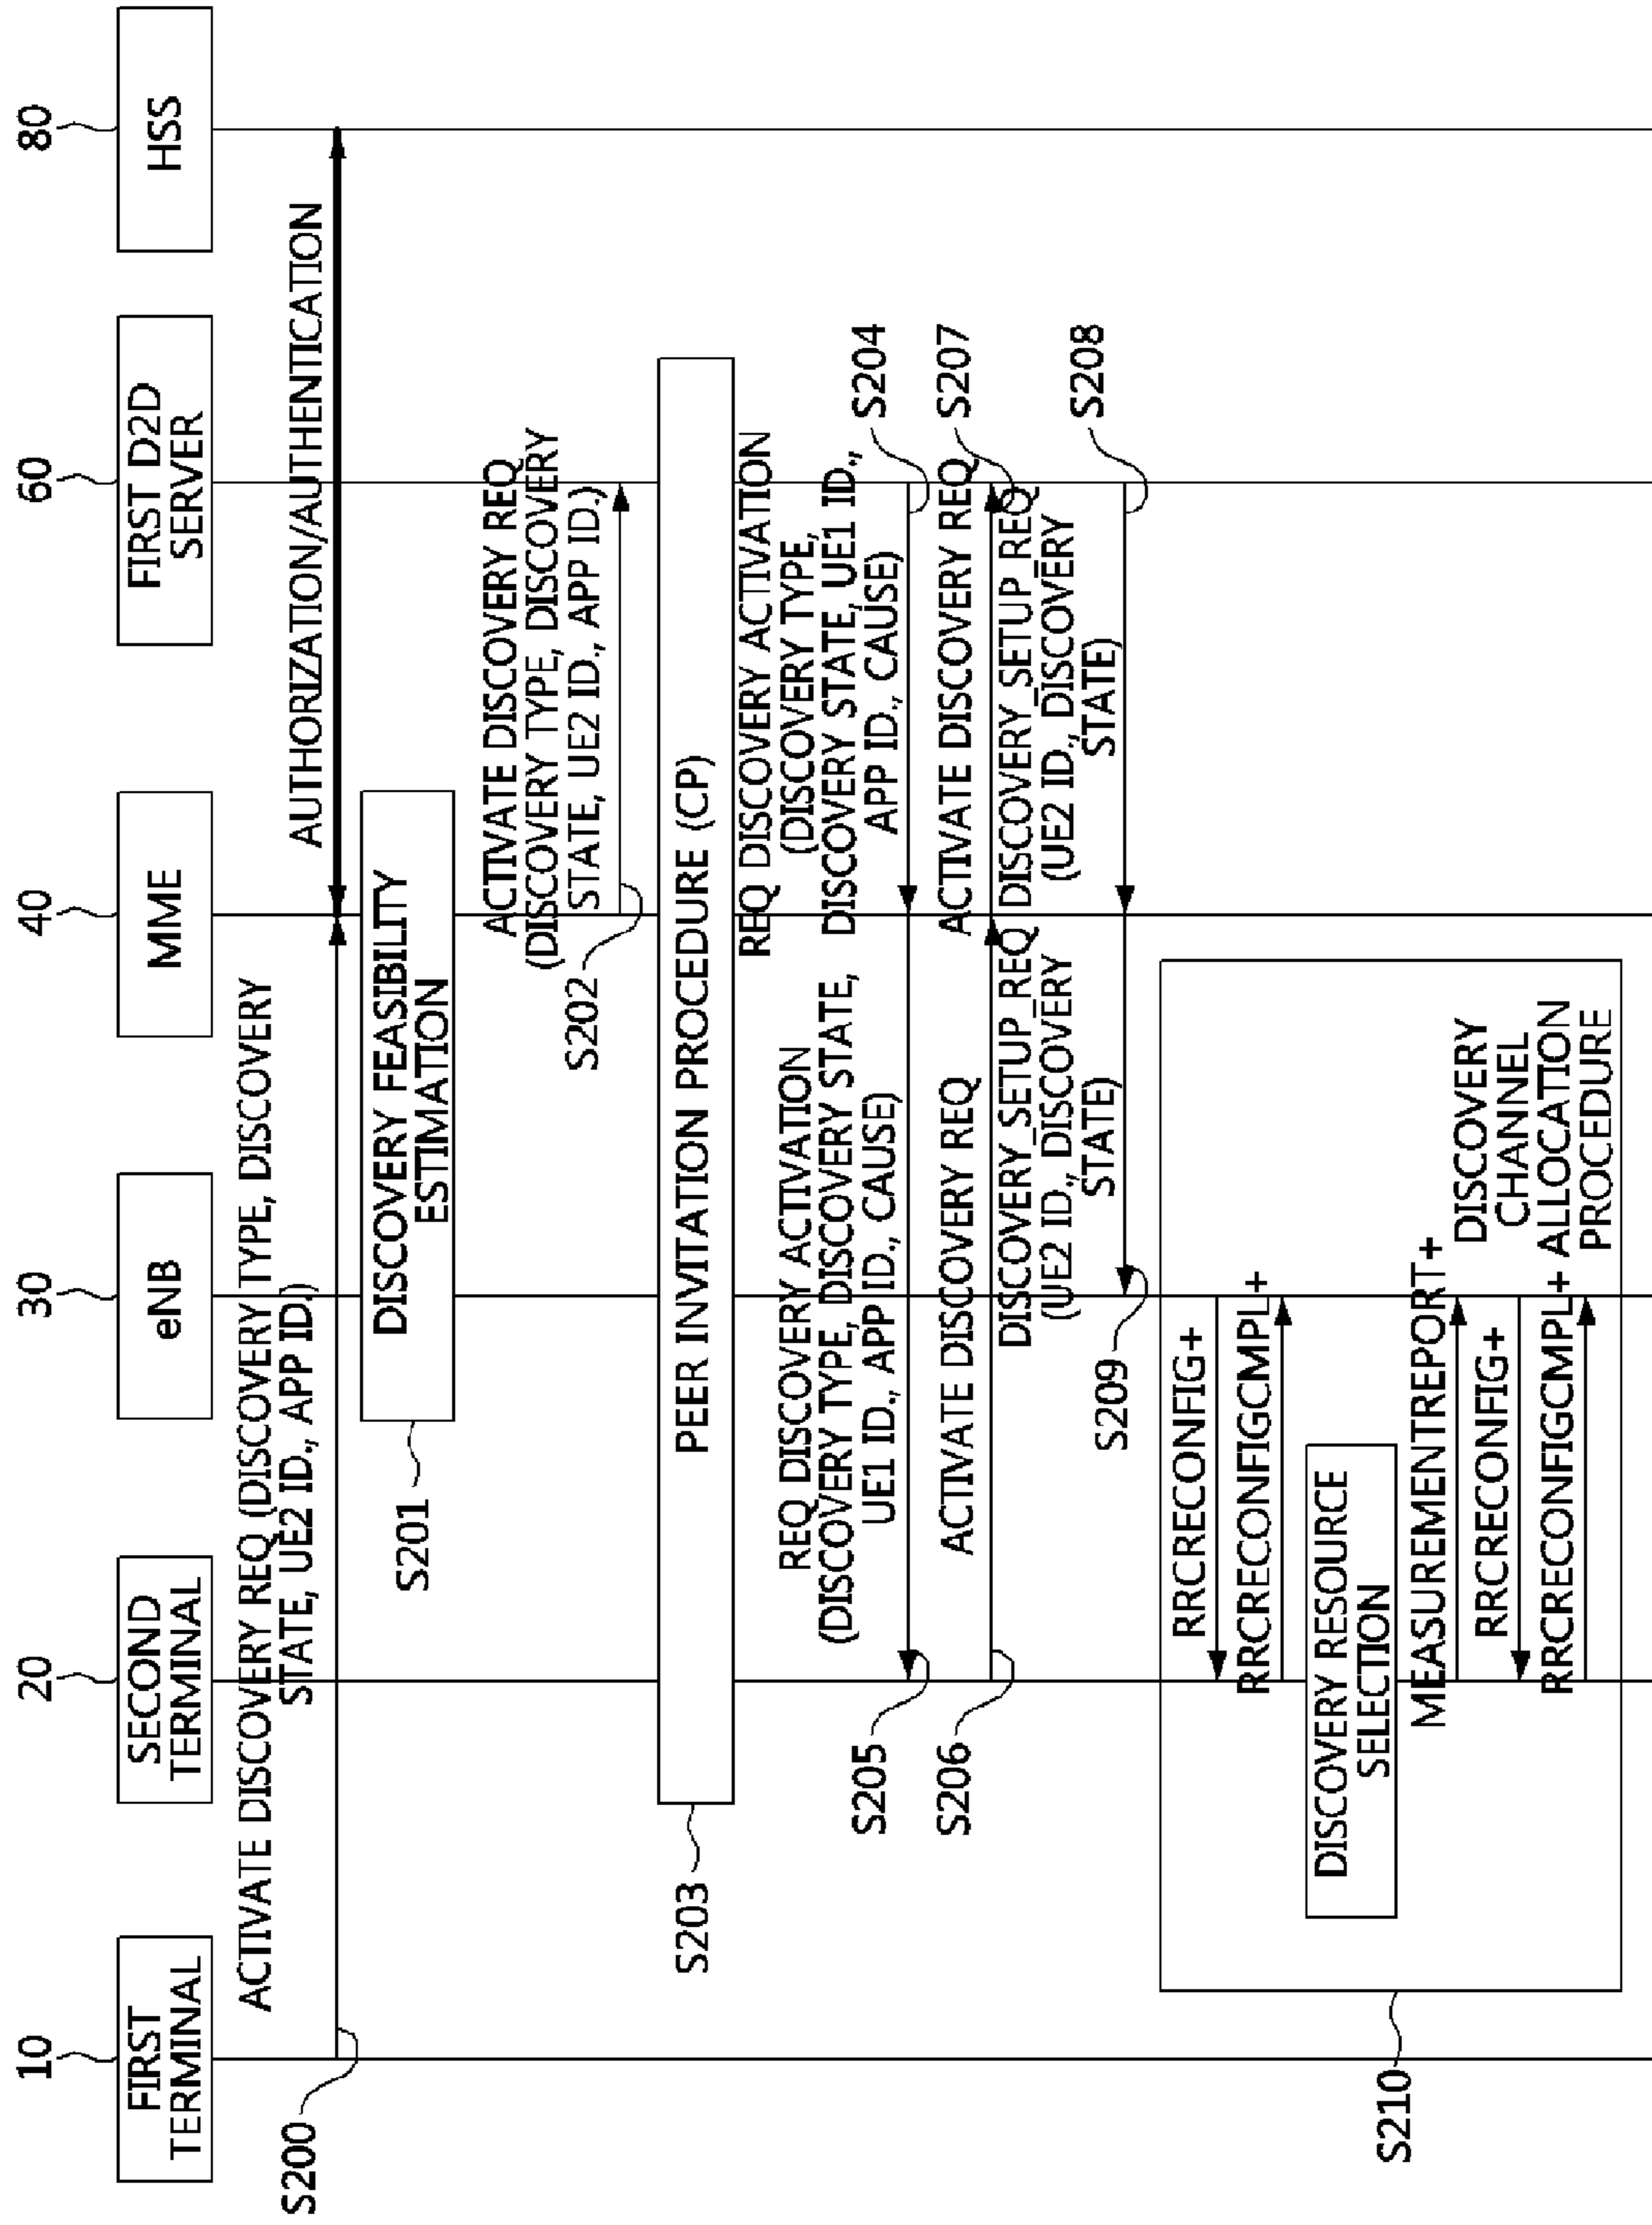 10
20
30
40
60
80
FIRST
TERMINAL
SECOND
TERMINAL
eNB
MME
FIRST D2D
SERVER
HSS
ACTIVATE DISCOVERY REQ (DISCOVERY TYPE, DISCOVERY
STATE, UE2 ID., APP ID.)
S200
AUTHORIZATION/AUTHENTICATION
DISCOVERY FEASIBILITY
ESTIMATION
S201
ACTIVATE DISCOVERY REQ
(DISCOVERY TYPE, DISCOVERY
STATE, UE2 ID., APP ID.)
S202
PEER INVITATION PROCEDURE (CP)
S203
REQ DISCOVERY ACTIVATION
(DISCOVERY TYPE,
DISCOVERY STATE, UE1 ID.,
APP ID., CAUSE)
S204
REQ DISCOVERY ACTIVATION
(DISCOVERY TYPE, DISCOVERY STATE,
UE1 ID., APP ID., CAUSE)
S205
ACTIVATE DISCOVERY REQ
S206
ACTIVATE DISCOVERY REQ
S207
DISCOVERY_SETUP_REQ
(UE2 ID., DISCOVERY
STATE)
S208
DISCOVERY_SETUP_REQ
(UE2 ID., DISCOVERY
STATE)
S209
RRCRECONFIG+
RRCRECONFIGCMPL+
DISCOVERY RESOURCE
SELECTION
MEASUREMENTREPORT+
RRCRECONFIG+
RRCRECONFIGCMPL+
DISCOVERY
CHANNEL
ALLOCATION
PROCEDURE
S210